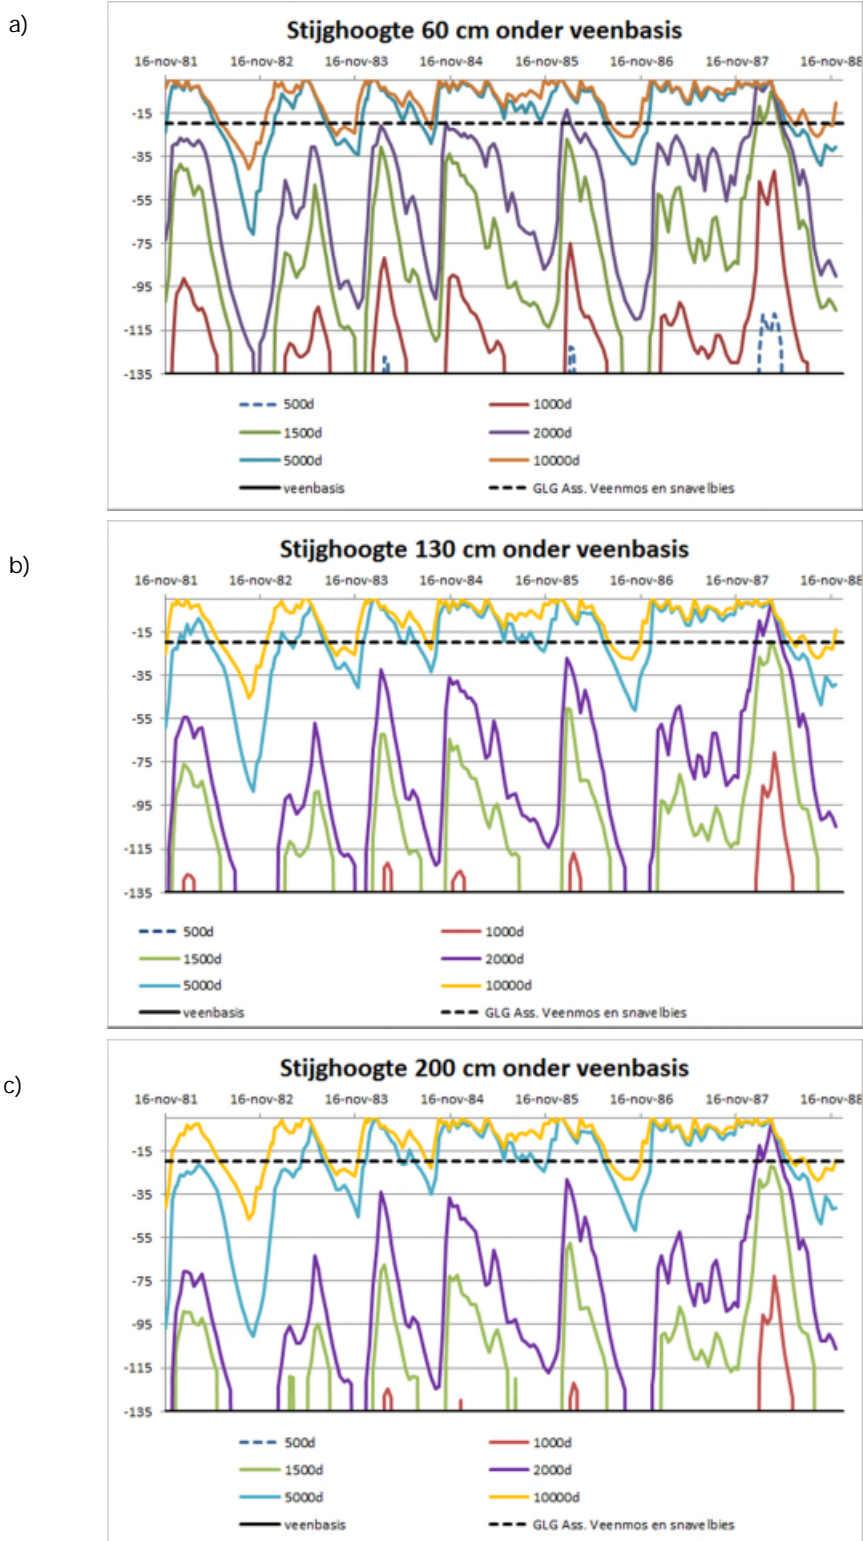 a)
Stijghoogte 60 cm onder veenbasis
16-nov-81 16-nov-82 16-nov-83 16-nov-84 16-nov-85 16-nov-86 16-nov-87 16-nov-88
-15
-35
-55
-75
-95
-115
-135
500d 1000d
1500d 2000d
5000d 10000d
veenbasis GLG Ass. Veenmos en snavelbies
b)
Stijghoogte 130 cm onder veenbasis
16-nov-81 16-nov-82 16-nov-83 16-nov-84 16-nov-85 16-nov-86 16-nov-87 16-nov-88
-15
-35
-55
-75
-95
-115
-135
500d 1000d
1500d 2000d
5000d 10000d
veenbasis GLG Ass. Veenmos en snavelbies
c)
Stijghoogte 200 cm onder veenbasis
16-nov-81 16-nov-82 16-nov-83 16-nov-84 16-nov-85 16-nov-86 16-nov-87 16-nov-88
-15
-35
-55
-75
-95
-115
-135
500d 1000d
1500d 2000d
5000d 10000d
veenbasis GLG Ass. Veenmos en snavelbies